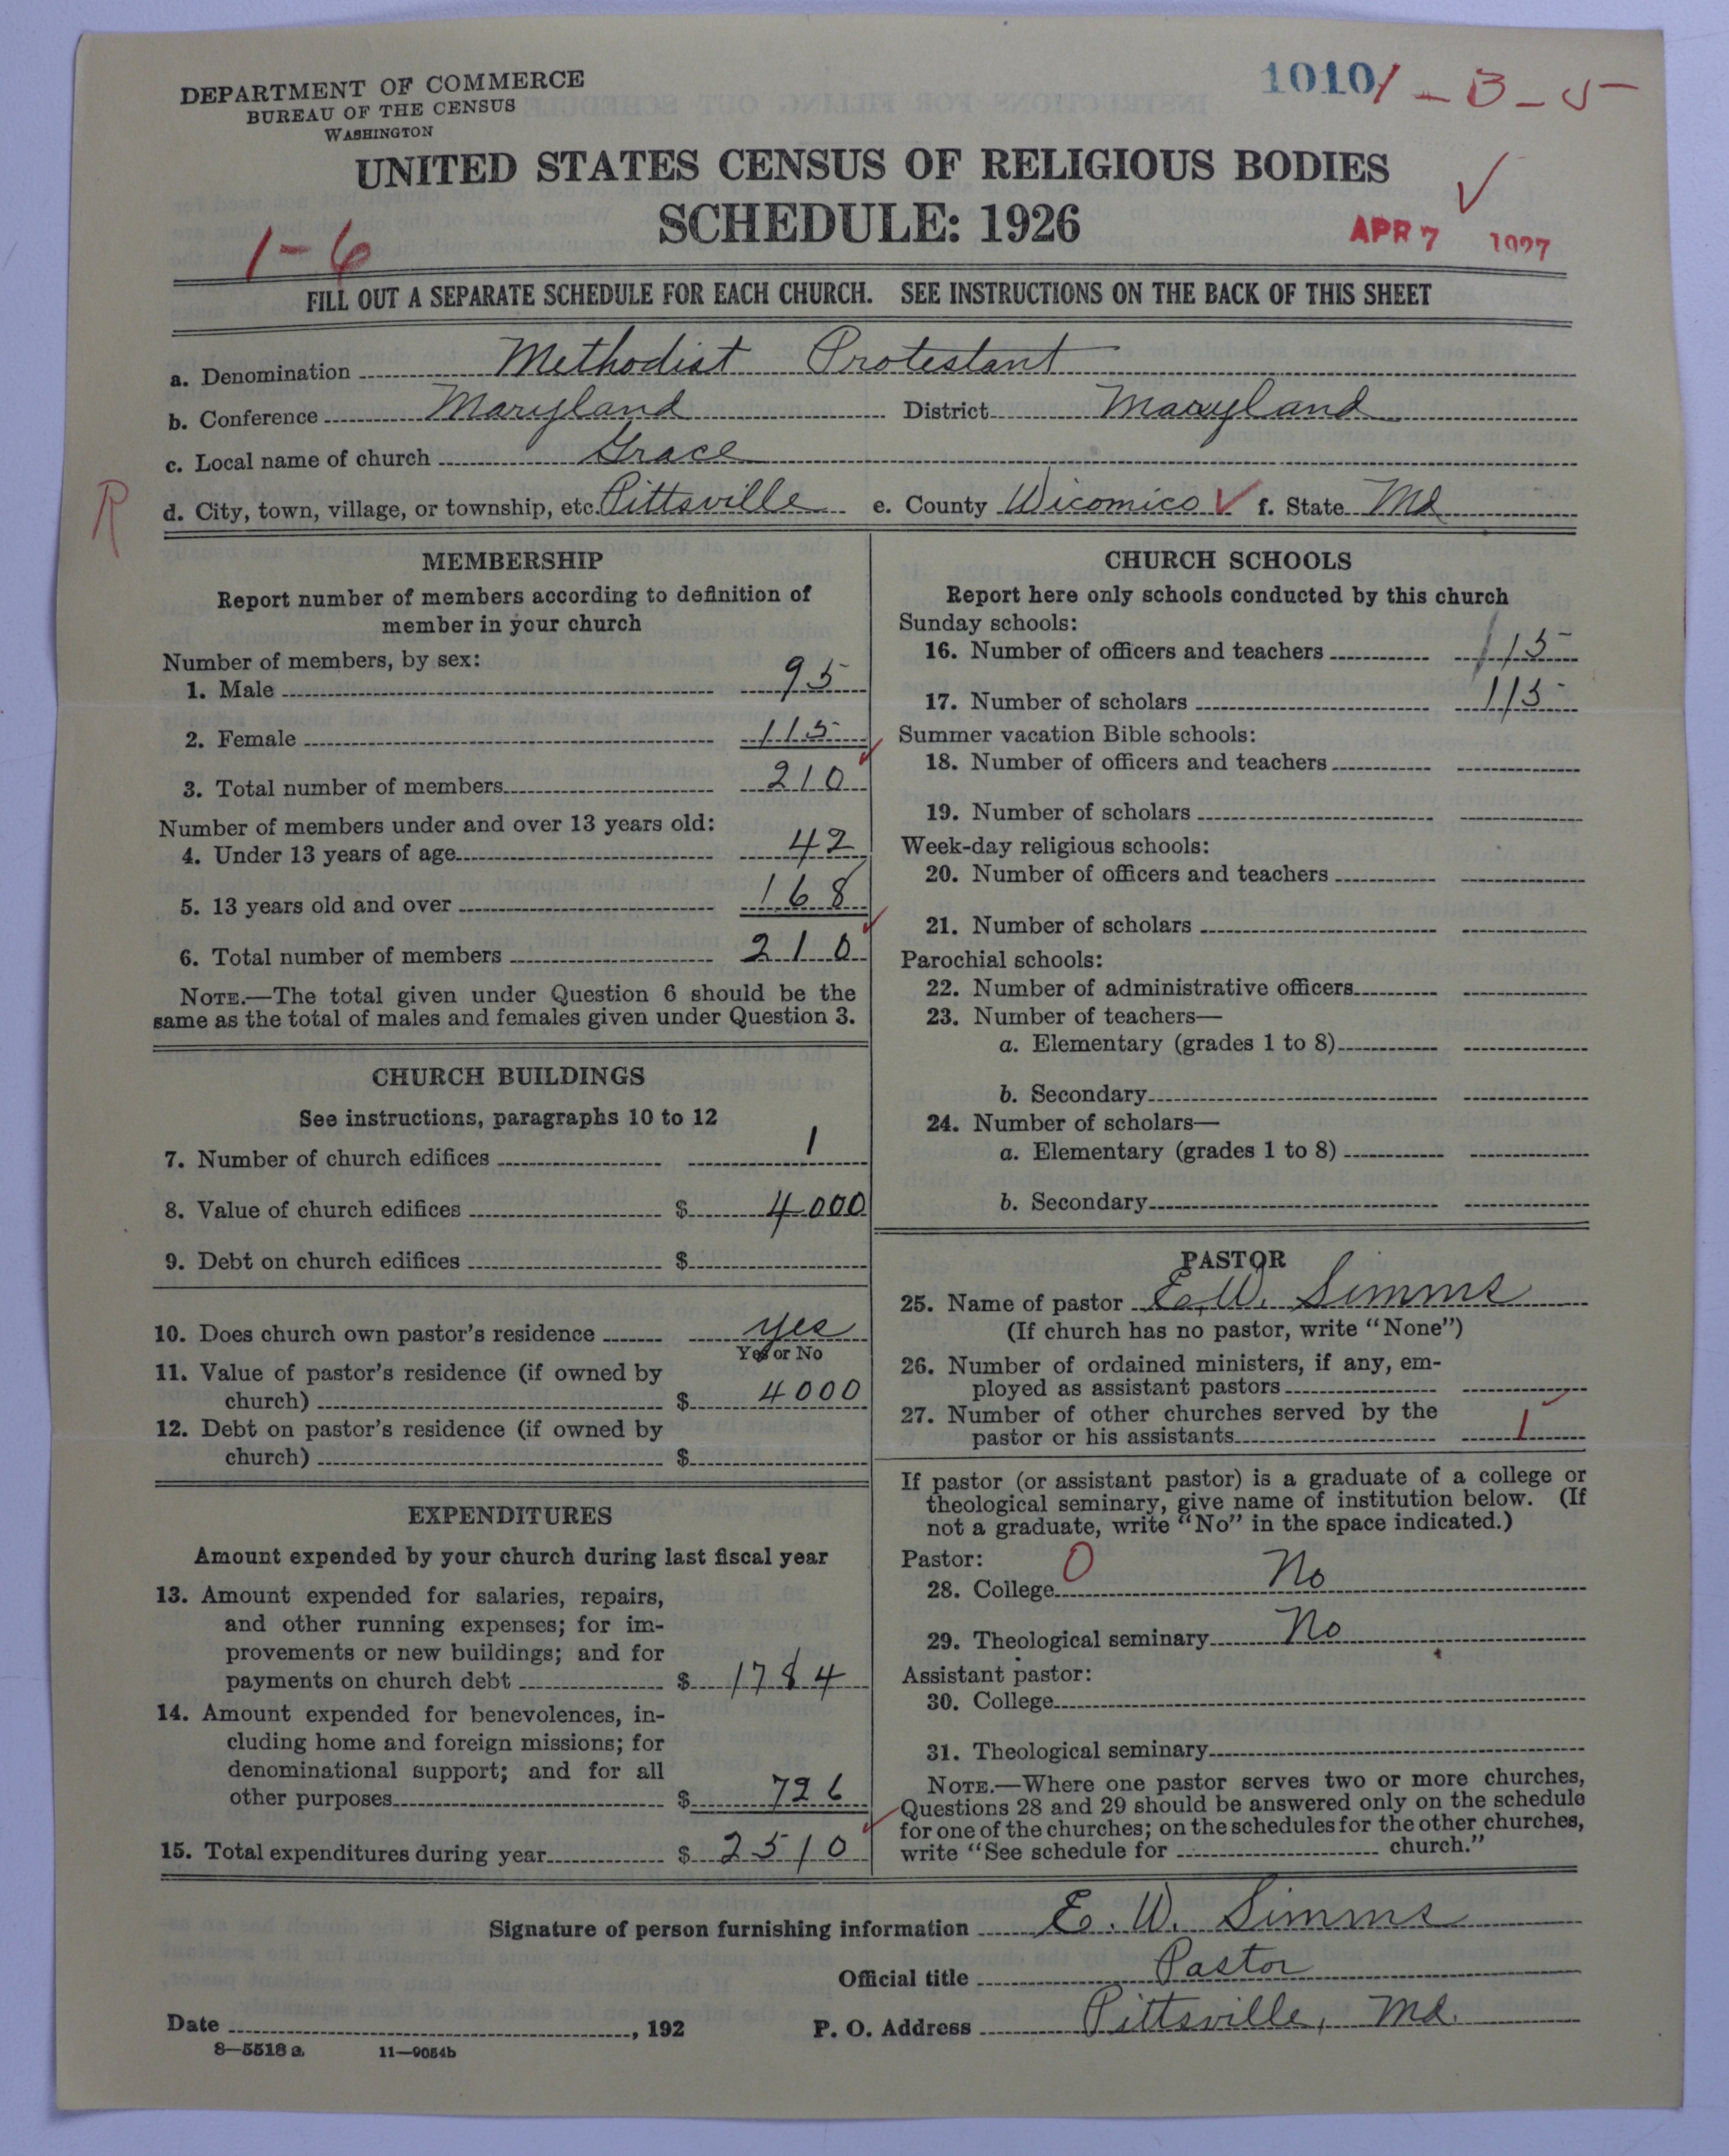 DEPARTMENT OF COMMERCE
BUREAU OF THE CENSUS
WASHINGTON
1010 1-B-5
UNITED STATES CENSUS OF RELIGIOUS BODIES
SCHEDULE: 1926
1-6
APR 7 1927
FILL OUT A SEPARATE SCHEDULE FOR EACH CHURCH. SEE INSTRUCTIONS ON THE BACK OF THIS SHEET
a. Denomination Methodist Protestant
b. Conference Maryland District Maryland
c. Local name of church Grace
R
d. City, town, village, or township, etc. Pittsville e. County Wicomico f. State Md
MEMBERSHIP
Report number of members according to definition of
member in your church
Number of members, by sex:
1. Male 95
2. Female 115
3. Total number of members 210
Number of members under and over 13 years old:
4. Under 13 years of age 42
5. 13 years old and over 168
6. Total number of members 210
NOTE.—The total given under Question 6 should be the
same as the total of males and females given under Question 3.
CHURCH BUILDINGS
See instructions, paragraphs 10 to 12
7. Number of church edifices 1
8. Value of church edifices $ 4000
9. Debt on church edifices $
10. Does church own pastor's residence yes
Yes or No
11. Value of pastor's residence (if owned by
church) $ 4000
12. Debt on pastor's residence (if owned by
church) $
EXPENDITURES
Amount expended by your church during last fiscal year
13. Amount expended for salaries, repairs,
and other running expenses; for im-
provements or new buildings; and for
payments on church debt $ 1784
14. Amount expended for benevolences, in-
cluding home and foreign missions; for
denominational support; and for all
other purposes $ 726
15. Total expenditures during year $ 2510
CHURCH SCHOOLS
Report here only schools conducted by this church
Sunday schools:
16. Number of officers and teachers 15
17. Number of scholars 115
Summer vacation Bible schools:
18. Number of officers and teachers
19. Number of scholars
Week-day religious schools:
20. Number of officers and teachers
21. Number of scholars
Parochial schools:
22. Number of administrative officers
23. Number of teachers—
a. Elementary (grades 1 to 8)
b. Secondary
24. Number of scholars—
a. Elementary (grades 1 to 8)
b. Secondary
PASTOR
25. Name of pastor E. W. Simms
(If church has no pastor, write "None")
26. Number of ordained ministers, if any, em-
ployed as assistant pastors
27. Number of other churches served by the
pastor or his assistants 1
If pastor (or assistant pastor) is a graduate of a college or
theological seminary, give name of institution below. (If
not a graduate, write "No" in the space indicated.)
Pastor: 0
28. College No
29. Theological seminary No
Assistant pastor:
30. College
31. Theological seminary
NOTE.—Where one pastor serves two or more churches,
Questions 28 and 29 should be answered only on the schedule
for one of the churches; on the schedules for the other churches,
write "See schedule for church."
Signature of person furnishing information E. W. Simms
Official title Pastor
Date , 192 P. O. Address Pittsville, Md.
8—5518 a 11—9054b